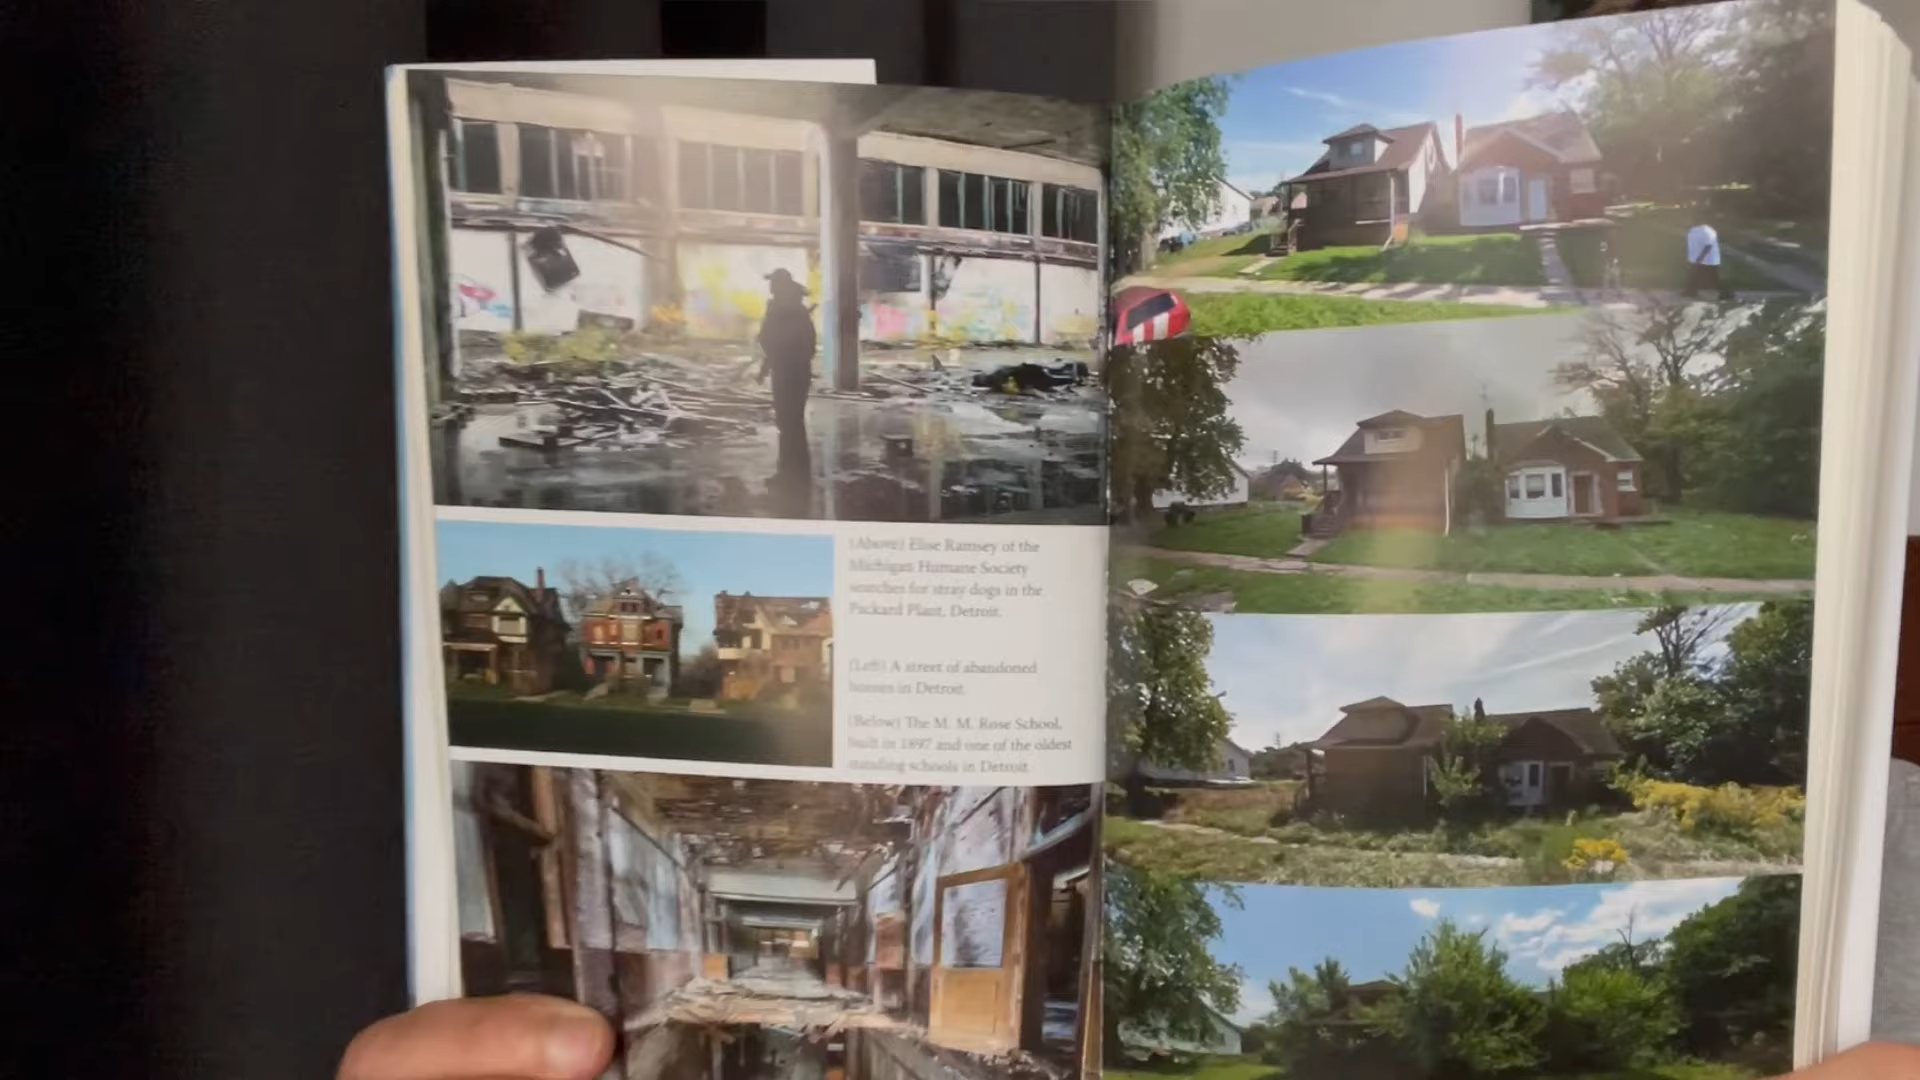 (Above) Elise Ramsey of the
Michigan Humane Society
searches for stray dogs in the
Packard Plant, Detroit.
(Left) A street of abandoned
houses in Detroit.
(Below) The M. M. Rose School,
built in 1897 and one of the oldest
standing schools in Detroit.